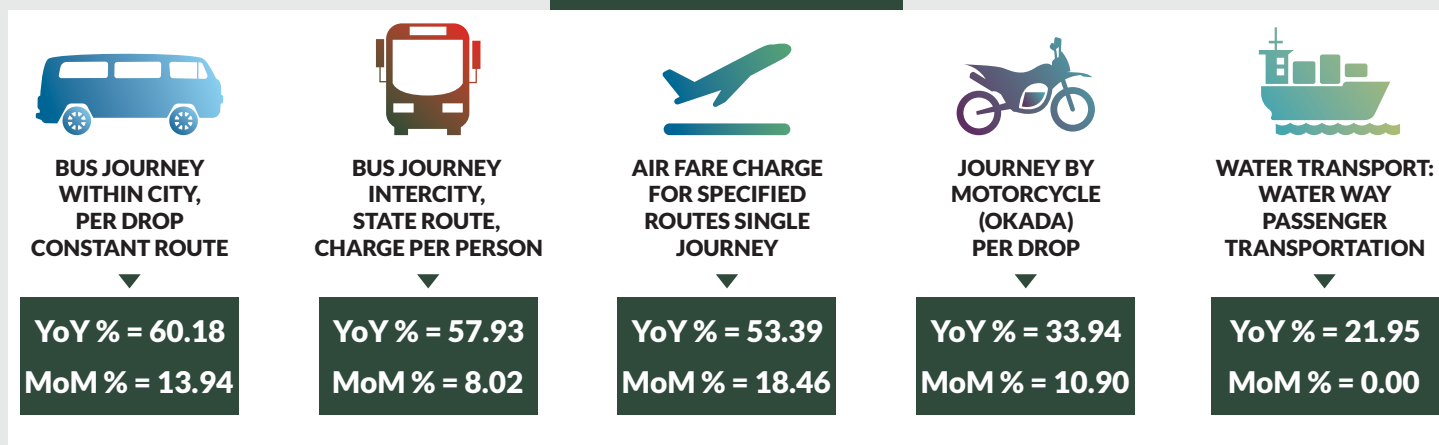 BUS JOURNEY
WITHIN CITY,
PER DROP
CONSTANT ROUTE
YoY % = 60.18
MoM % = 13.94
BUS JOURNEY
INTERCITY,
STATE ROUTE,
CHARGE PER PERSON
YoY % = 57.93
MoM % = 8.02
AIR FARE CHARGE
FOR SPECIFIED
ROUTES SINGLE
JOURNEY
YoY % = 53.39
MoM % = 18.46
JOURNEY BY
MOTORCYCLE
(OKADA)
PER DROP
YoY % = 33.94
MoM % = 10.90
WATER TRANSPORT:
WATER WAY
PASSENGER
TRANSPORTATION
YoY % = 21.95
MoM % = 0.00